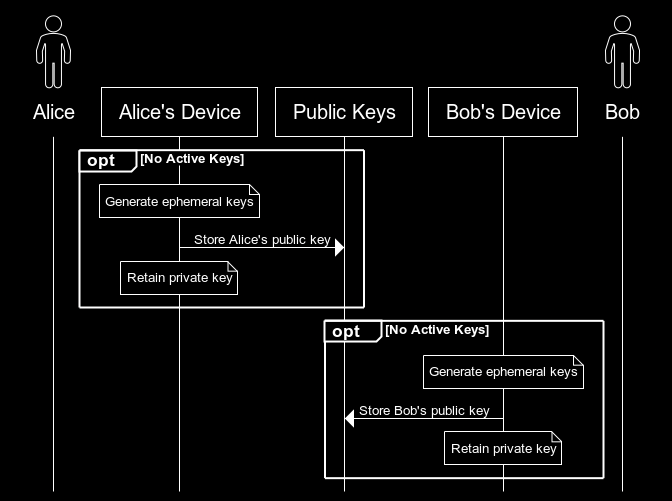 Alice
Alice's Device
Public Keys
Bob's Device
Bob
opt [No Active Keys]
Generate ephemeral keys
Store Alice's public key
Retain private key
opt [No Active Keys]
Generate ephemeral keys
Store Bob's public key
Retain private key